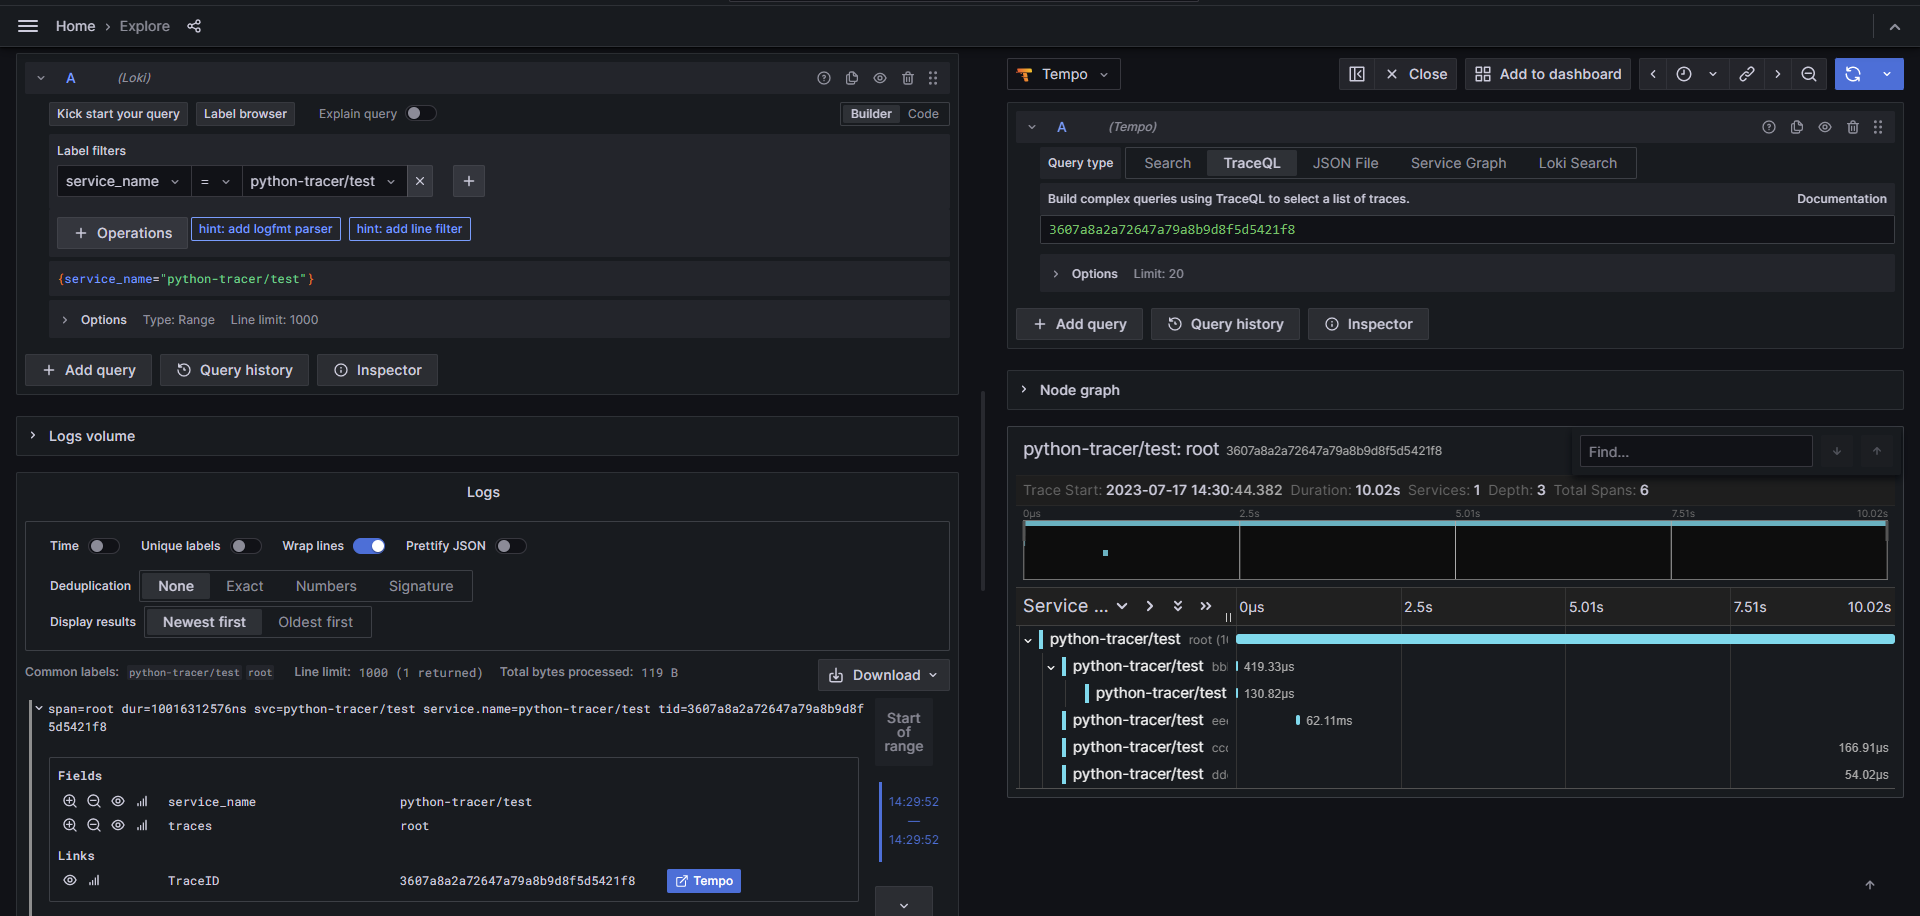 Home › Explore
A (Loki)
Kick start your query Label browser Explain query Builder Code
Label filters
service_name = python-tracer/test
Operations hint: add logfmt parser hint: add line filter
{service_name="python-tracer/test"}
Options Type: Range Line limit: 1000
Add query Query history Inspector
Logs volume
Logs
Time Unique labels Wrap lines Prettify JSON
Deduplication None Exact Numbers Signature
Display results Newest first Oldest first
Common labels: python-tracer/test root Line limit: 1000 (1 returned) Total bytes processed: 119 B Download
span=root dur=10016312576ns svc=python-tracer/test service.name=python-tracer/test tid=3607a8a2a72647a79a8b9d8f
5d5421f8
Start
of
range
Fields
service_name python-tracer/test
traces root
Links
TraceID 3607a8a2a72647a79a8b9d8f5d5421f8 Tempo
14:29:52
—
14:29:52
Tempo Close Add to dashboard
A (Tempo)
Query type Search TraceQL JSON File Service Graph Loki Search
Build complex queries using TraceQL to select a list of traces. Documentation
3607a8a2a72647a79a8b9d8f5d5421f8
Options Limit: 20
Add query Query history Inspector
Node graph
python-tracer/test: root 3607a8a2a72647a79a8b9d8f5d5421f8 Find...
Trace Start: 2023-07-17 14:30:44.382 Duration: 10.02s Services: 1 Depth: 3 Total Spans: 6
0μs 2.5s 5.01s 7.51s 10.02s
Service ... 0μs 2.5s 5.01s 7.51s 10.02s
python-tracer/test root (1
python-tracer/test bb 419.33μs
python-tracer/test 130.82μs
python-tracer/test ee 62.11ms
python-tracer/test cc 166.91μs
python-tracer/test dd 54.02μs